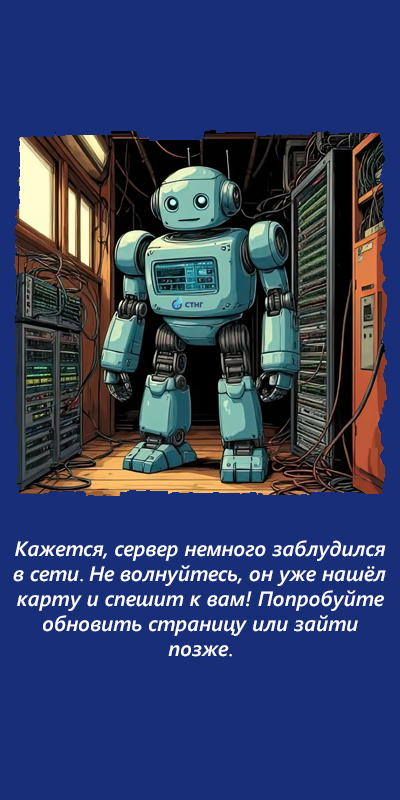 СТНГ
Кажется, сервер немного заблудился
в сети. Не волнуйтесь, он уже нашёл
карту и спешит к вам! Попробуйте
обновить страницу или зайти
позже.